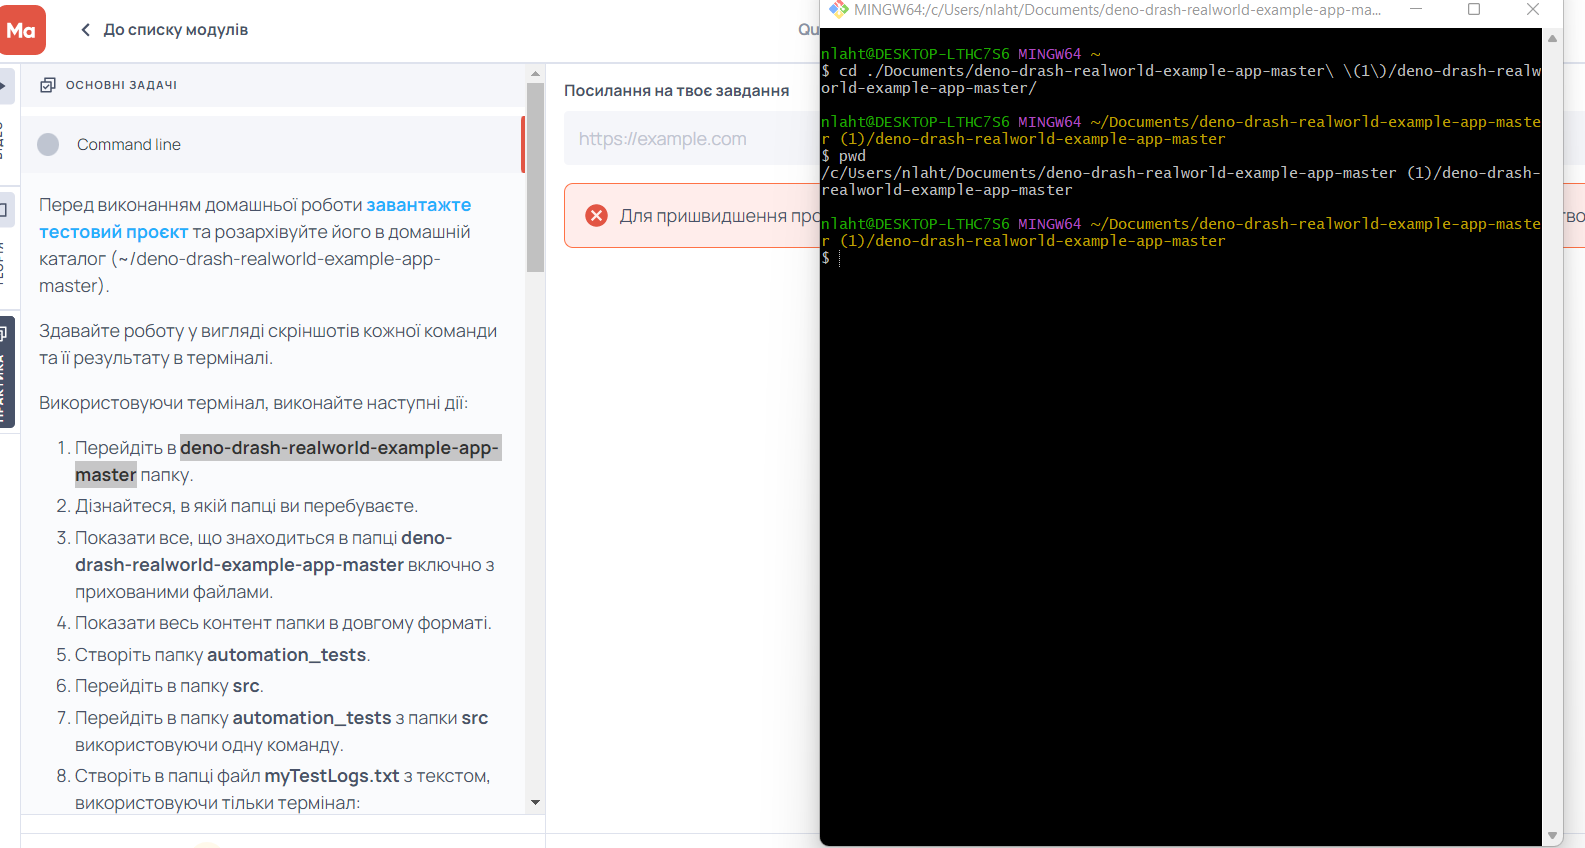 Ma
До списку модулів
Qu
ОСНОВНІ ЗАДАЧІ
Command line
Перед виконанням домашньої роботи завантажте
тестовий проєкт та розархівуйте його в домашній
каталог (~/deno-drash-realworld-example-app-
master).
Здавайте роботу у вигляді скріншотів кожної команди
та її результату в терміналі.
Використовуючи термінал, виконайте наступні дії:
1. Перейдіть в deno-drash-realworld-example-app-
master папку.
2. Дізнайтеся, в якій папці ви перебуваєте.
3. Показати все, що знаходиться в папці deno-
drash-realworld-example-app-master включно з
прихованими файлами.
4. Показати весь контент папки в довгому форматі.
5. Створіть папку automation_tests.
6. Перейдіть в папку src.
7. Перейдіть в папку automation_tests з папки src
використовуючи одну команду.
8. Створіть в папці файл myTestLogs.txt з текстом,
використовуючи тільки термінал:
Посилання на твоє завдання
https://example.com
Для пришвидшення про
тво
MINGW64:/c/Users/nlaht/Documents/deno-drash-realworld-example-app-ma...
nlaht@DESKTOP-LTHC7S6 MINGW64 ~
$ cd ./Documents/deno-drash-realworld-example-app-master\ \(1\)/deno-drash-realw
orld-example-app-master/
nlaht@DESKTOP-LTHC7S6 MINGW64 ~/Documents/deno-drash-realworld-example-app-maste
r (1)/deno-drash-realworld-example-app-master
$ pwd
/c/Users/nlaht/Documents/deno-drash-realworld-example-app-master (1)/deno-drash-
realworld-example-app-master
nlaht@DESKTOP-LTHC7S6 MINGW64 ~/Documents/deno-drash-realworld-example-app-maste
r (1)/deno-drash-realworld-example-app-master
$